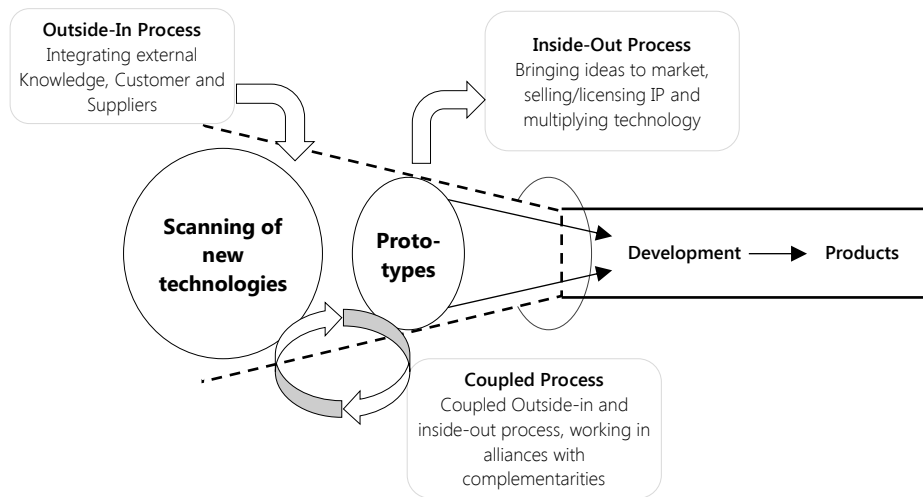 Outside-In Process
Integrating external
Knowledge, Customer and
Suppliers
Inside-Out Process
Bringing ideas to market,
selling/licensing IP and
multiplying technology
Scanning of
new
technologies
Proto-
types
Development
Products
Coupled Process
Coupled Outside-in and
inside-out process, working in
alliances with
complementarities